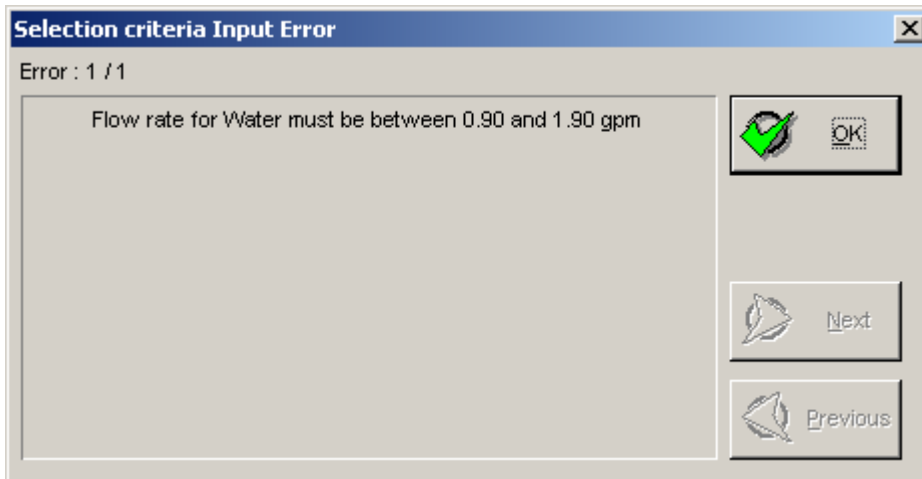 Selection criteria Input Error
Error : 1 / 1
Flow rate for Water must be between 0.90 and 1.90 gpm
OK
Next
Previous